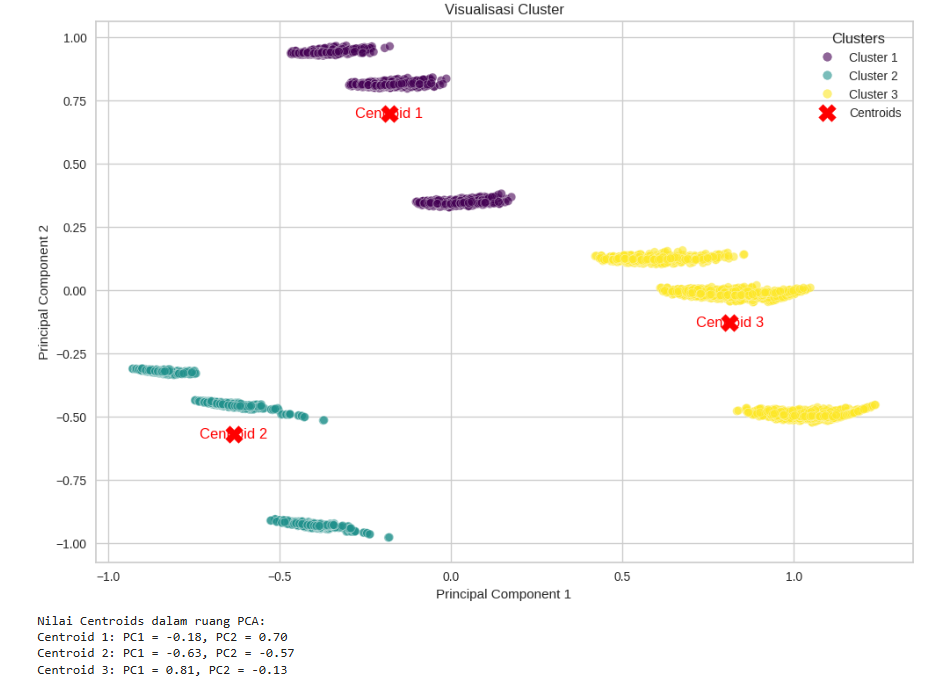 Visualisasi Cluster
Clusters
Cluster 1
Cluster 2
Cluster 3
Centroids
Centroid 1
Centroid 2
Centroid 3
Principal Component 2
1.00
0.75
0.50
0.25
0.00
−0.25
−0.50
−0.75
−1.00
−1.0
−0.5
0.0
0.5
1.0
Principal Component 1
Nilai Centroids dalam ruang PCA:
Centroid 1: PC1 = -0.18, PC2 = 0.70
Centroid 2: PC1 = -0.63, PC2 = -0.57
Centroid 3: PC1 = 0.81, PC2 = -0.13